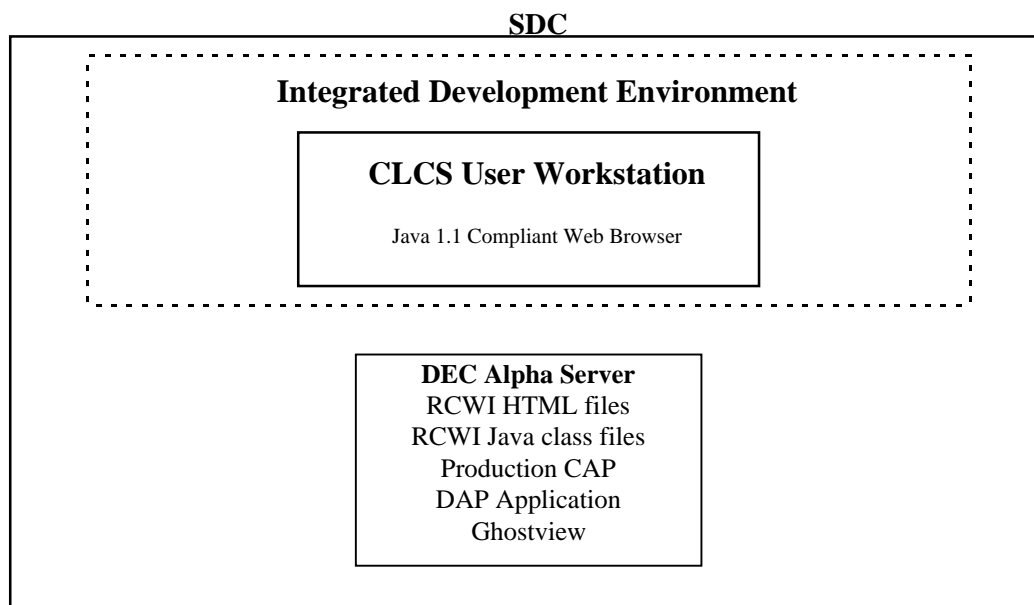 SDC
Integrated Development Environment
CLCS User Workstation
Java 1.1 Compliant Web Browser
DEC Alpha Server
RCWI HTML files
RCWI Java class files
Production CAP
DAP Application
Ghostview